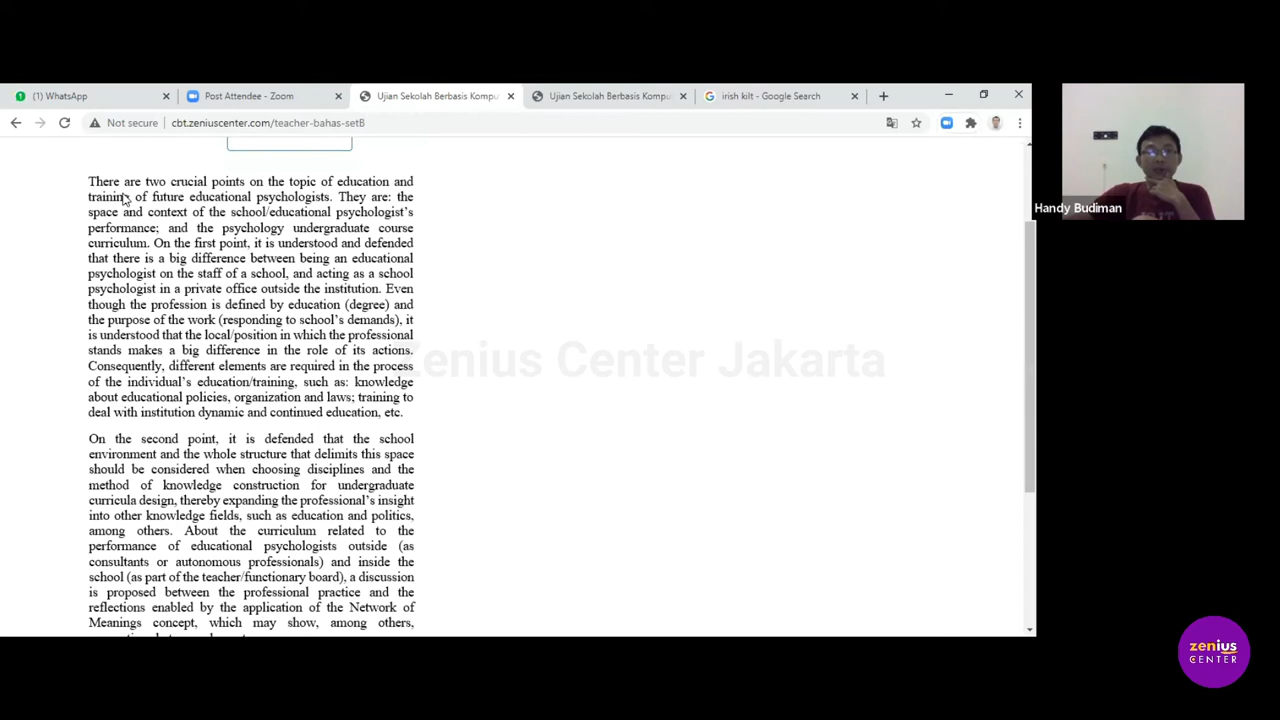 (1) WhatsApp
Post Attendee - Zoom
Ujian Sekolah Berbasis Kompu
Ujian Sekolah Berbasis Kompu
irish kilt - Google Search
Not secure
cbt.zeniuscenter.com/teacher-bahas-setB
There are two crucial points on the topic of education and
training of future educational psychologists. They are: the
space and context of the school/educational psychologist's
performance; and the psychology undergraduate course
curriculum. On the first point, it is understood and defended
that there is a big difference between being an educational
psychologist on the staff of a school, and acting as a school
psychologist in a private office outside the institution. Even
though the profession is defined by education (degree) and
the purpose of the work (responding to school's demands), it
is understood that the local/position in which the professional
stands makes a big difference in the role of its actions.
Consequently, different elements are required in the process
of the individual's education/training, such as: knowledge
about educational policies, organization and laws; training to
deal with institution dynamic and continued education, etc.
On the second point, it is defended that the school
environment and the whole structure that delimits this space
should be considered when choosing disciplines and the
method of knowledge construction for undergraduate
curricula design, thereby expanding the professional's insight
into other knowledge fields, such as education and politics,
among others. About the curriculum related to the
performance of educational psychologists outside (as
consultants or autonomous professionals) and inside the
school (as part of the teacher/functionary board), a discussion
is proposed between the professional practice and the
reflections enabled by the application of the Network of
Meanings concept, which may show, among others,
Zenius Center Jakarta
Handy Budiman
zenius
CENTER